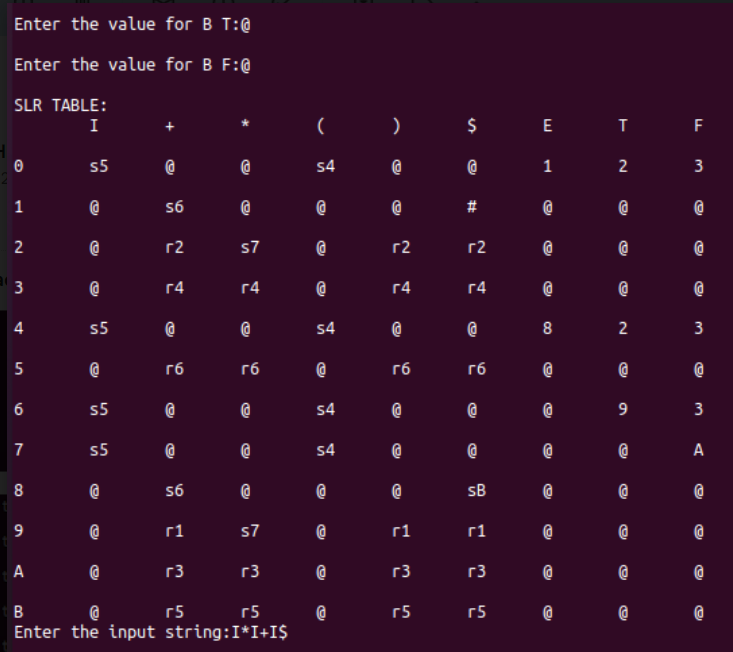 Enter the value for B T:@
Enter the value for B F:@
SLR TABLE:
I + * ( ) $ E T F
0 s5 @ @ s4 @ @ 1 2 3
1 @ s6 @ @ @ # @ @ @
2 @ r2 s7 @ r2 r2 @ @ @
3 @ r4 r4 @ r4 r4 @ @ @
4 s5 @ @ s4 @ @ 8 2 3
5 @ r6 r6 @ r6 r6 @ @ @
6 s5 @ @ s4 @ @ @ 9 3
7 s5 @ @ s4 @ @ @ @ A
8 @ s6 @ @ @ sB @ @ @
9 @ r1 s7 @ r1 r1 @ @ @
A @ r3 r3 @ r3 r3 @ @ @
B @ r5 r5 @ r5 r5 @ @ @
Enter the input string:I*I+I$